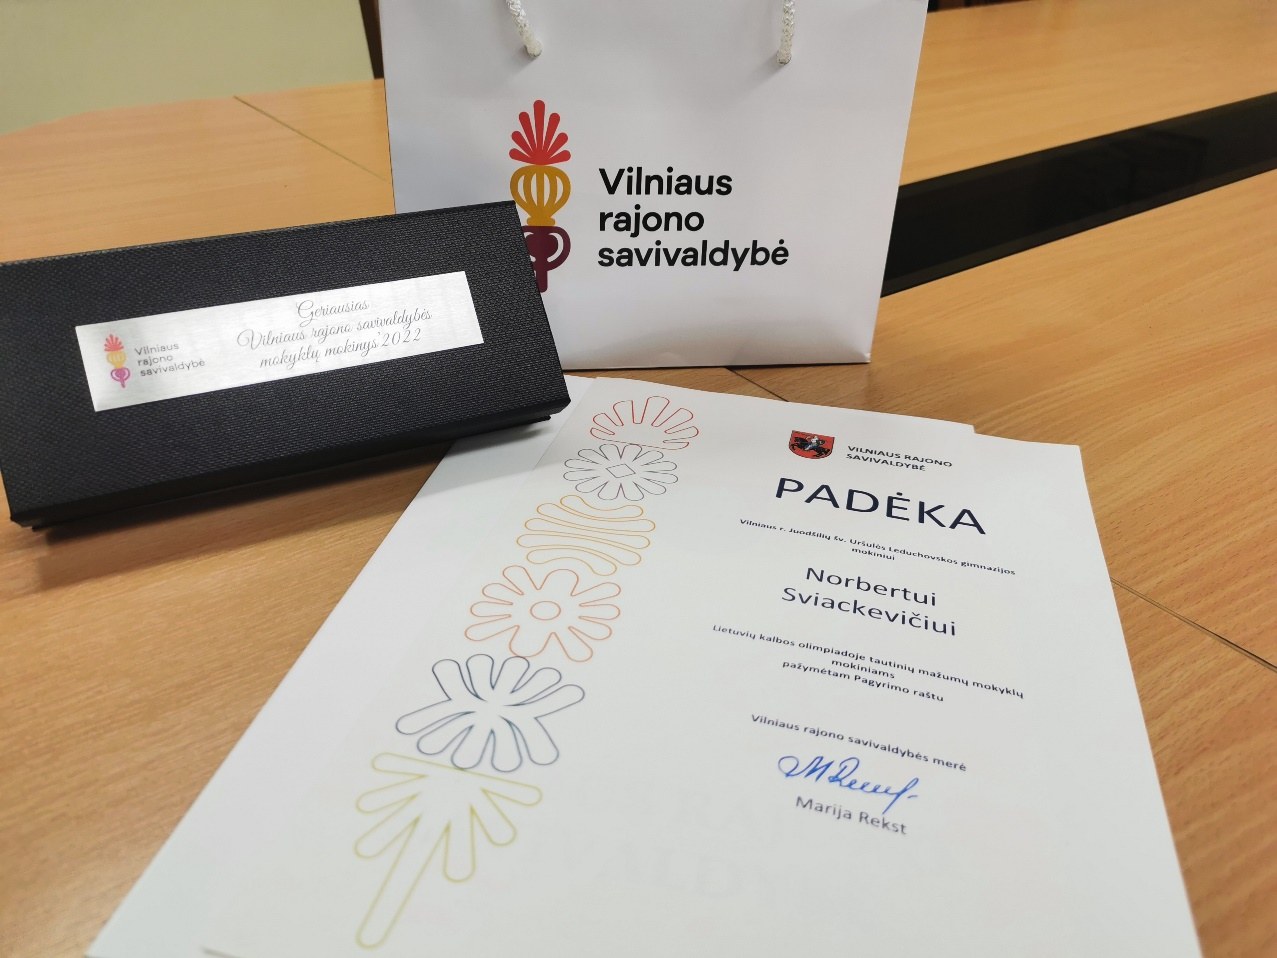 Vilniaus
rajono
savivaldybė
Vilniaus
rajono
savivaldybė
Geriausias
Vilniaus rajono savivaldybės
mokyklų mokinys'2022
VILNIAUS RAJONO
SAVIVALDYBĖ
PADĖKA
Vilniaus r. Juodšilių šv. Uršulės Leduchovskos gimnazijos
mokiniui
Norbertui
Sviackevičiui
Lietuvių kalbos olimpiadoje tautinių mažumų mokyklų
mokiniams
pažymėtam Pagyrimo raštu
Vilniaus rajono savivaldybės merė
Marija Rekst